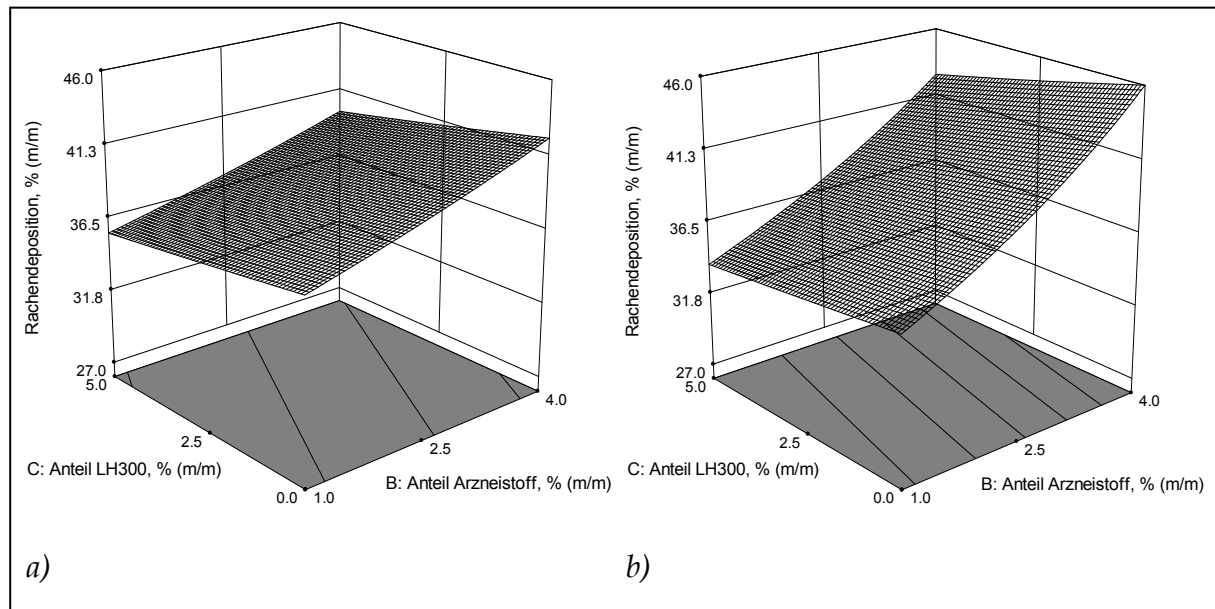 46.0
41.3
36.5
31.8
27.0
Rachendeposition, % (m/m)
5.0
2.5
0.0
C: Anteil LH300, % (m/m)
1.0
2.5
4.0
B: Anteil Arzneistoff, % (m/m)
a)
46.0
41.3
36.5
31.8
27.0
Rachendeposition, % (m/m)
5.0
2.5
0.0
C: Anteil LH300, % (m/m)
1.0
2.5
4.0
B: Anteil Arzneistoff, % (m/m)
b)